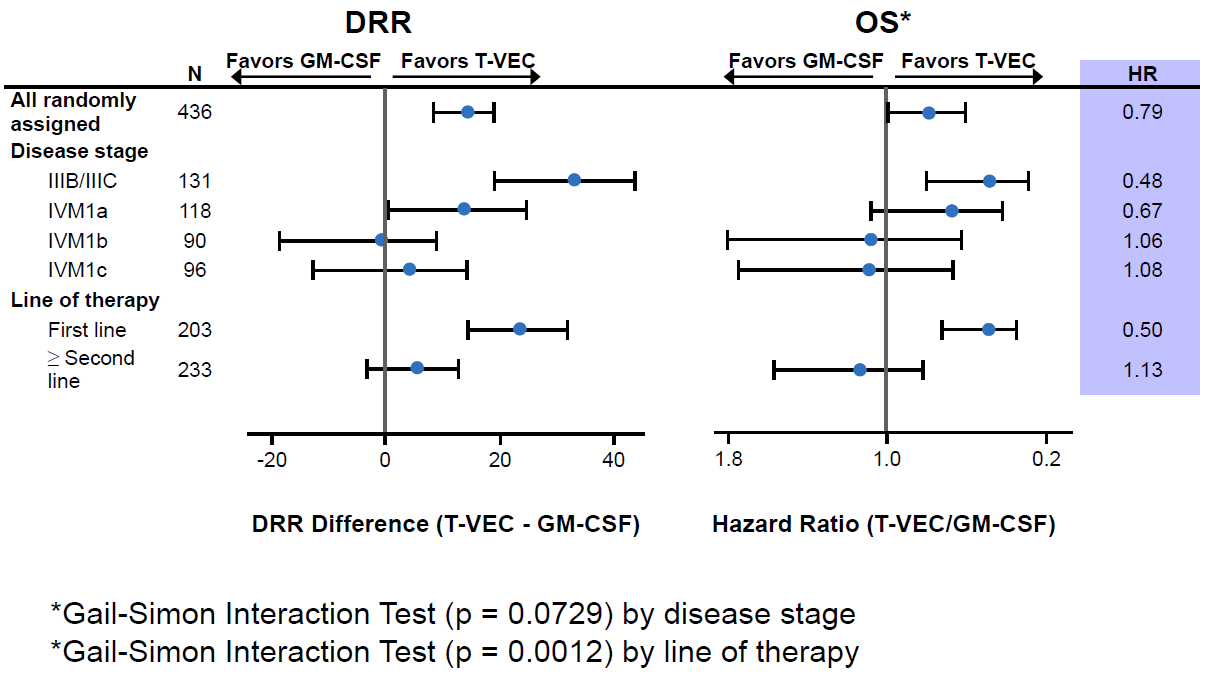 DRR
OS*
Favors GM-CSF Favors T-VEC
Favors GM-CSF Favors T-VEC
N
HR
All randomly
assigned
436
0.79
Disease stage
IIIB/IIIC 131 0.48
IVM1a 118 0.67
IVM1b 90 1.06
IVM1c 96 1.08
Line of therapy
First line 203 0.50
≥ Second
line
233
1.13
-20 0 20 40
1.8 1.0 0.2
DRR Difference (T-VEC - GM-CSF)
Hazard Ratio (T-VEC/GM-CSF)
*Gail-Simon Interaction Test (p = 0.0729) by disease stage
*Gail-Simon Interaction Test (p = 0.0012) by line of therapy